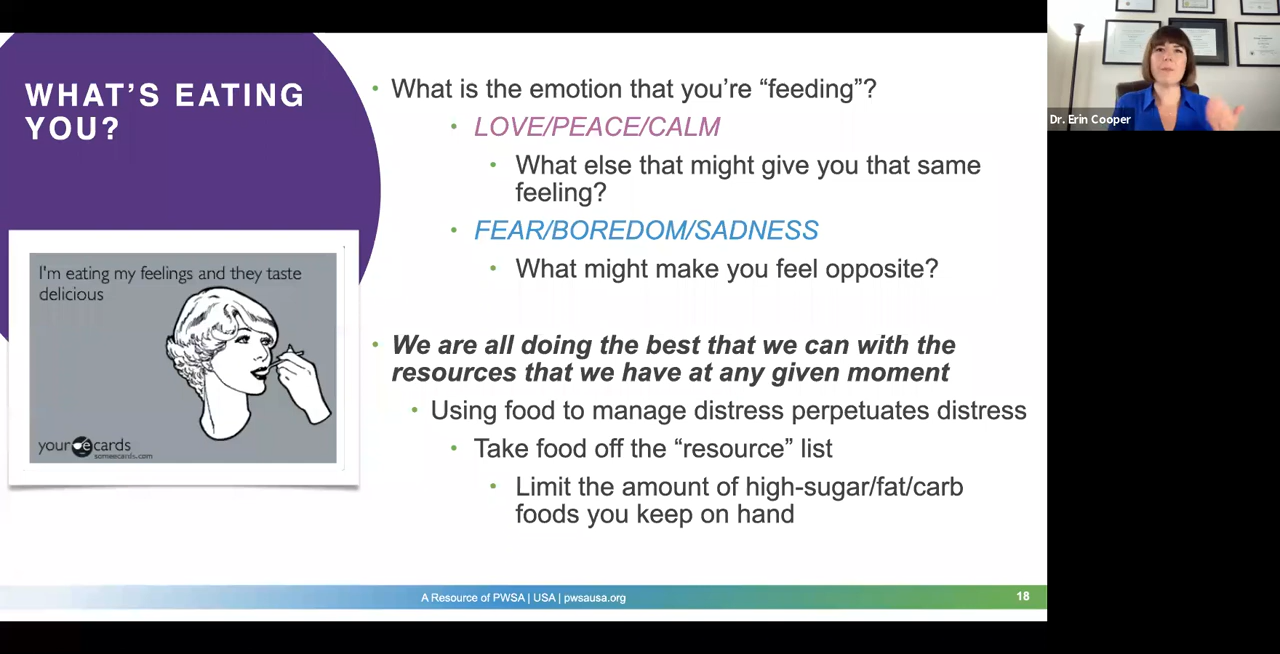 WHAT'S EATING
YOU?
I'm eating my feelings and they taste
delicious
your ecards
someecards.com
• What is the emotion that you're “feeding”?
• LOVE/PEACE/CALM
• What else that might give you that same
feeling?
• FEAR/BOREDOM/SADNESS
• What might make you feel opposite?
• We are all doing the best that we can with the
resources that we have at any given moment
• Using food to manage distress perpetuates distress
• Take food off the “resource” list
• Limit the amount of high-sugar/fat/carb
foods you keep on hand
A Resource of PWSA | USA | pwsausa.org
18
Dr. Erin Cooper